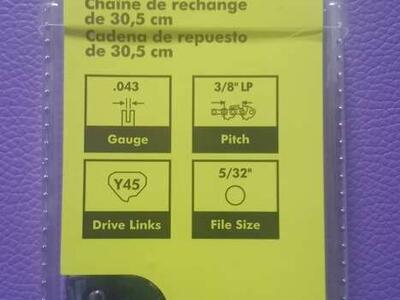 Chaîne de rechange
de 30,5 cm
Cadena de repuesto
de 30,5 cm
.043
Gauge
3/8" LP
Pitch
Y45
Drive Links
5/32"
File Size